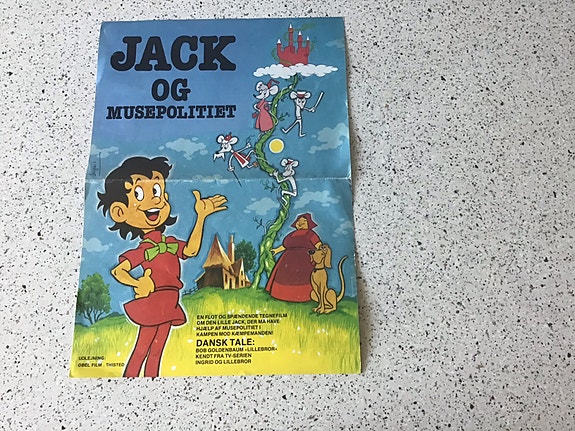 JACK
OG
MUSEPOLITIET
EN FLOT OG SPÆNDENDE TEGNEFILM
OM DEN LILLE JACK, DER MA HAVE
HJÆLP AF MUSEPOLITIET I
KAMPEN MOD KÆMPEMANDEN!
DANSK TALE:
BOB GOLDENBAUM »LILLEBROR«
KENDT FRA TV-SERIEN
INGRID OG LILLEBROR
UDLEJNING:
OBEL FILM . THISTED